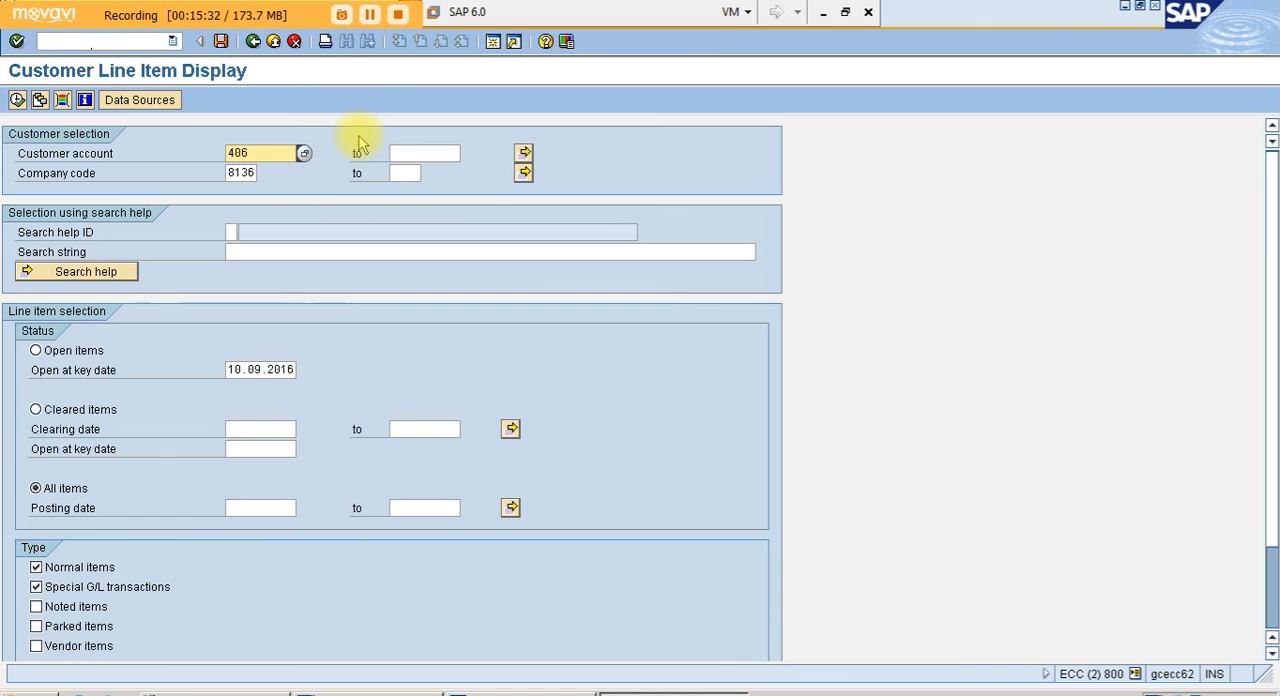 movavi Recording [00:15:32 / 173.7 MB] SAP 6.0 VM SAP
Customer Line Item Display
Data Sources
Customer selection
Customer account 406 to
Company code 8136 to
Selection using search help
Search help ID
Search string
Search help
Line item selection
Status
Open items
Open at key date 10.09.2016
Cleared items
Clearing date to
Open at key date
All items
Posting date to
Type
Normal items
Special G/L transactions
Noted items
Parked items
Vendor items
ECC (2) 800 gcecc62 INS